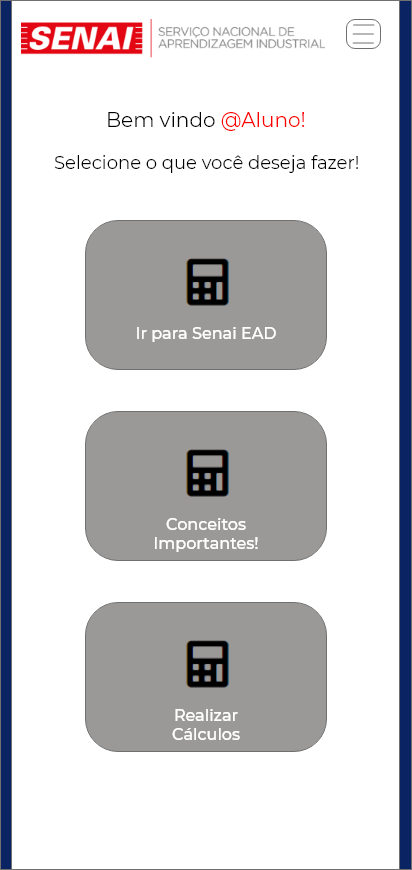 SENAI
SERVIÇO NACIONAL DE
APRENDIZAGEM INDUSTRIAL
Bem vindo @Aluno!
Selecione o que você deseja fazer!
Ir para Senai EAD
Conceitos
Importantes!
Realizar
Cálculos